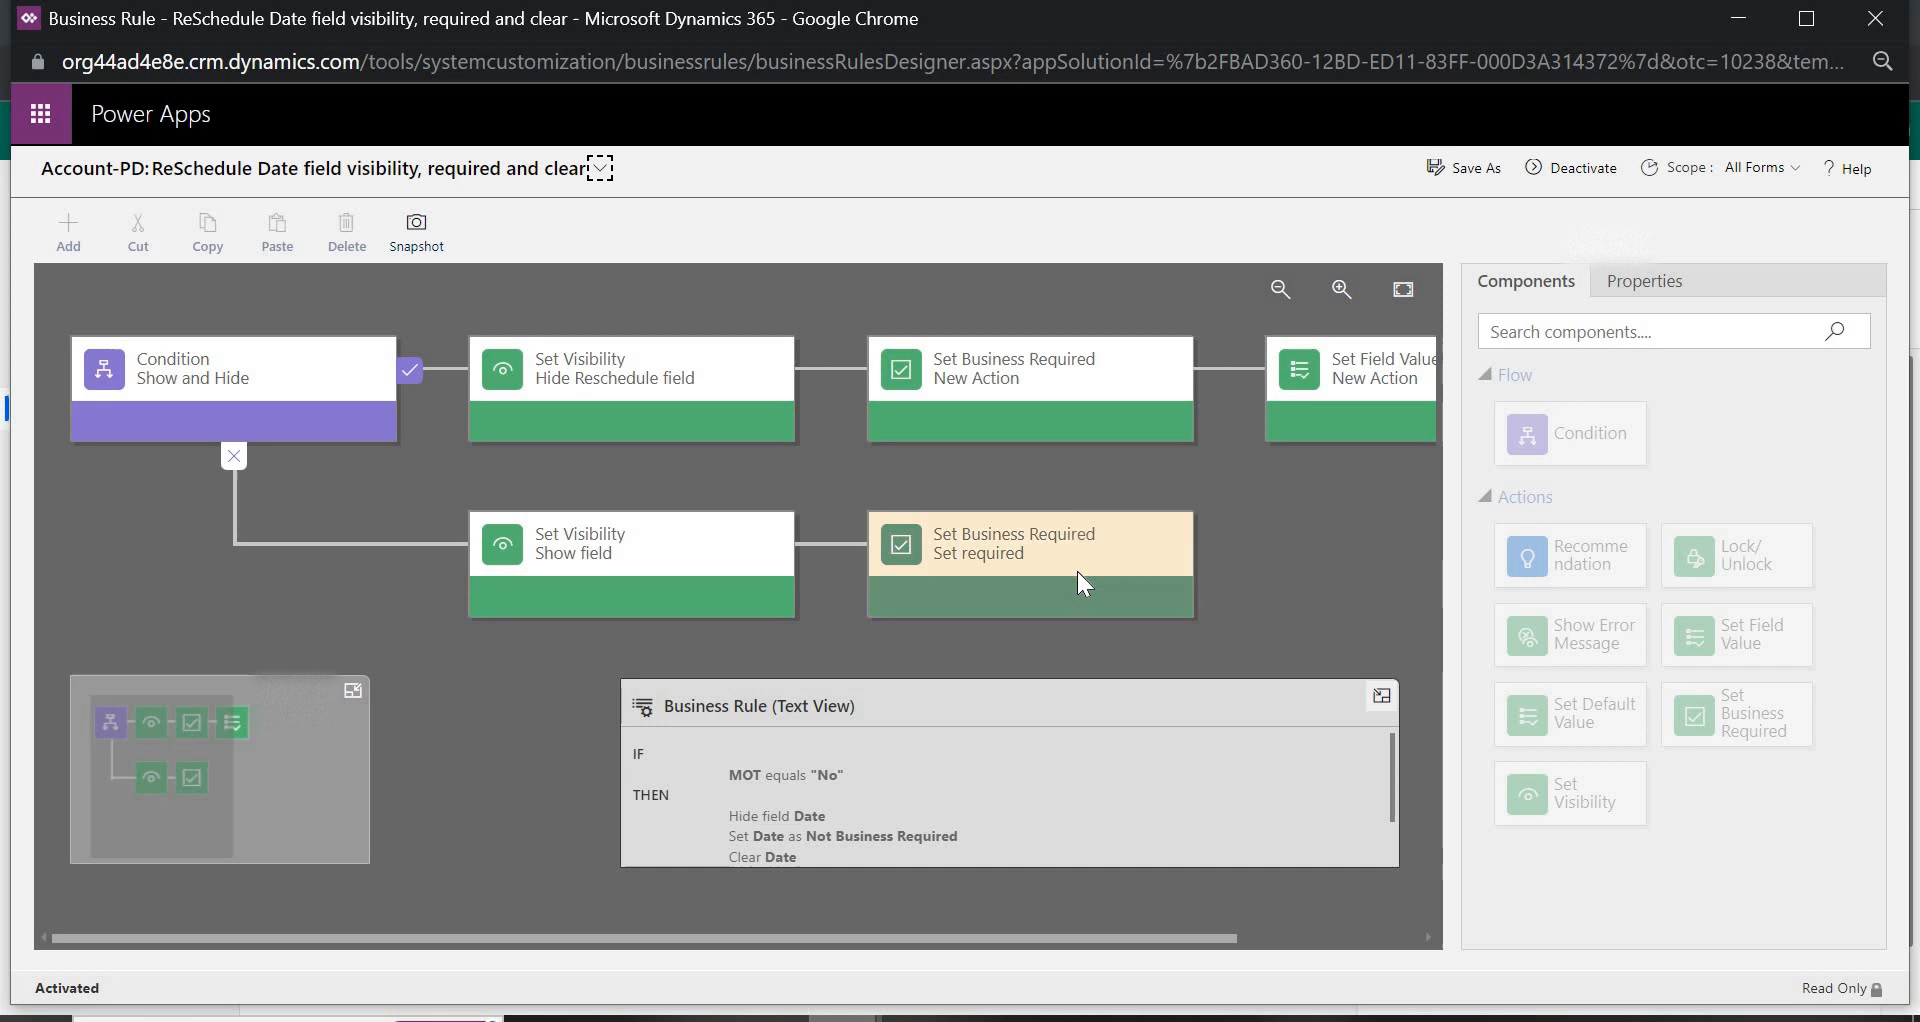 Business Rule - ReSchedule Date field visibility, required and clear - Microsoft Dynamics 365 - Google Chrome
org44ad4e8e.crm.dynamics.com/tools/systemcustomization/businessrules/businessRulesDesigner.aspx?appSolutionId=%7b2FBAD360-12BD-ED11-83FF-000D3A314372%7d&otc=10238&tem...
Power Apps
Account-PD: ReSchedule Date field visibility, required and clear
Save As
Deactivate
Scope : All Forms
? Help
Add
Cut
Copy
Paste
Delete
Snapshot
Components
Properties
Search components....
Condition
Show and Hide
Set Visibility
Hide Reschedule field
Set Business Required
New Action
Set Field Value
New Action
Flow
Condition
Actions
Set Visibility
Show field
Set Business Required
Set required
Recomme
ndation
Lock/
Unlock
Show Error
Message
Set Field
Value
Set Default
Value
Set
Business
Required
Set
Visibility
Business Rule (Text View)
IF
MOT equals "No"
THEN
Hide field Date
Set Date as Not Business Required
Clear Date
Activated
Read Only